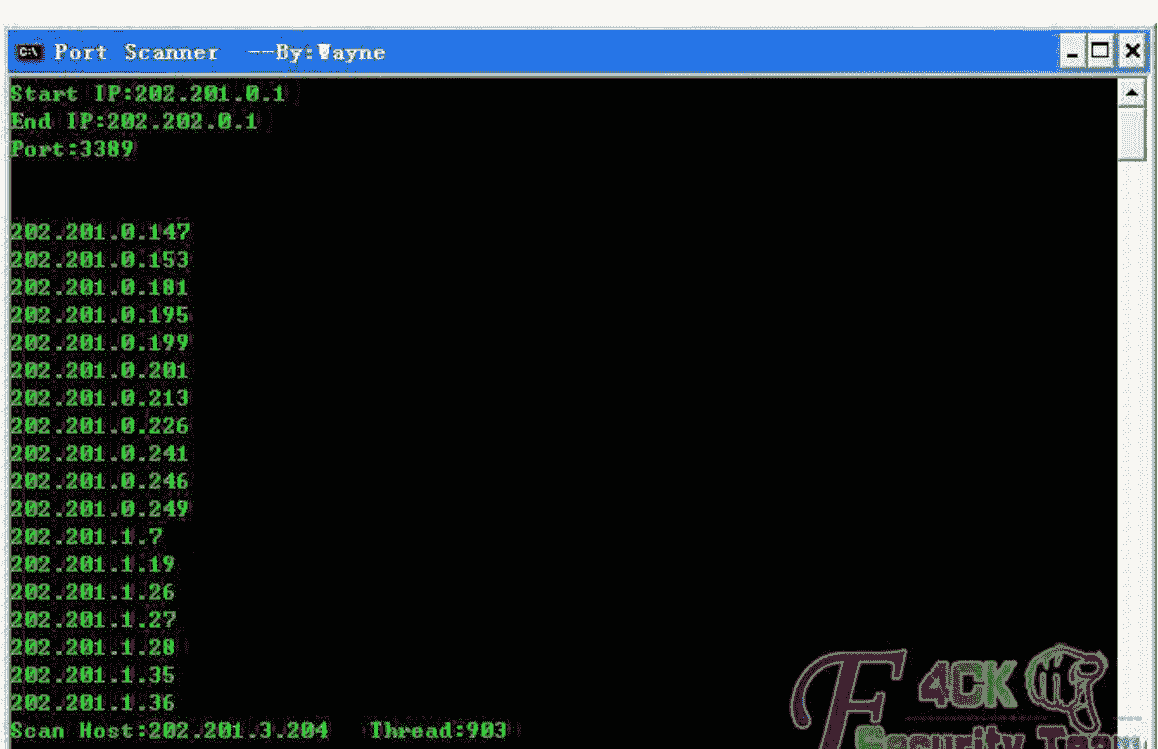 Port Scanner --By:Wayne
Start IP:202.201.0.1
End IP:202.202.0.1
Port:3389
202.201.0.147
202.201.0.153
202.201.0.181
202.201.0.195
202.201.0.199
202.201.0.201
202.201.0.213
202.201.0.226
202.201.0.241
202.201.0.246
202.201.0.249
202.201.1.7
202.201.1.19
202.201.1.26
202.201.1.27
202.201.1.28
202.201.1.35
202.201.1.36
Scan Host:202.201.3.204 Thread:903
F4CK
Security Team